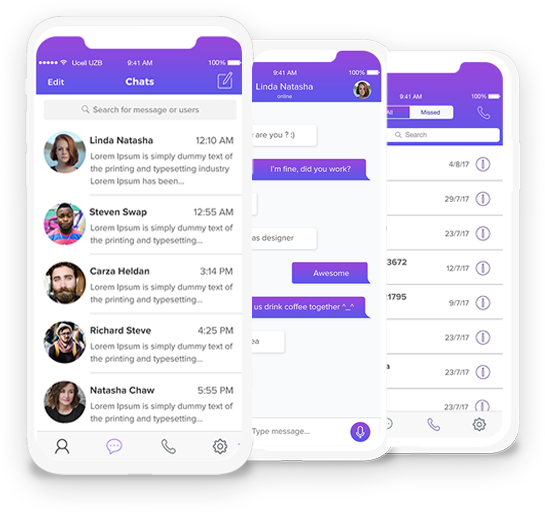 Ucell UZB 9:41 AM 100%
Edit Chats
Search for message or users
Linda Natasha 12:10 AM
Lorem Ipsum is simply dummy text of
the printing and typesetting industry
Lorem Ipsum has been...
Steven Swap 12:55 AM
Lorem Ipsum is simply dummy text of
the printing and typesetting...
Carza Heldan 3:14 PM
Lorem Ipsum is simply dummy text of
the printing and typesetting...
Richard Steve 4:25 PM
Lorem Ipsum is simply dummy text of
the printing and typesetting...
Natasha Chaw 5:55 PM
Lorem Ipsum is simply dummy text of
the printing and typesetting...
9:41 AM 100%
Linda Natasha
online
are you ? :)
I'm fine, did you work?
as designer
Awesome
us drink coffee together ^_^
Type message...
9:41 AM 100%
All Missed
Search
4/8/17
29/7/17
23/7/17
3672
12/7/17
1795
9/7/17
23/7/17
23/7/17
23/7/17